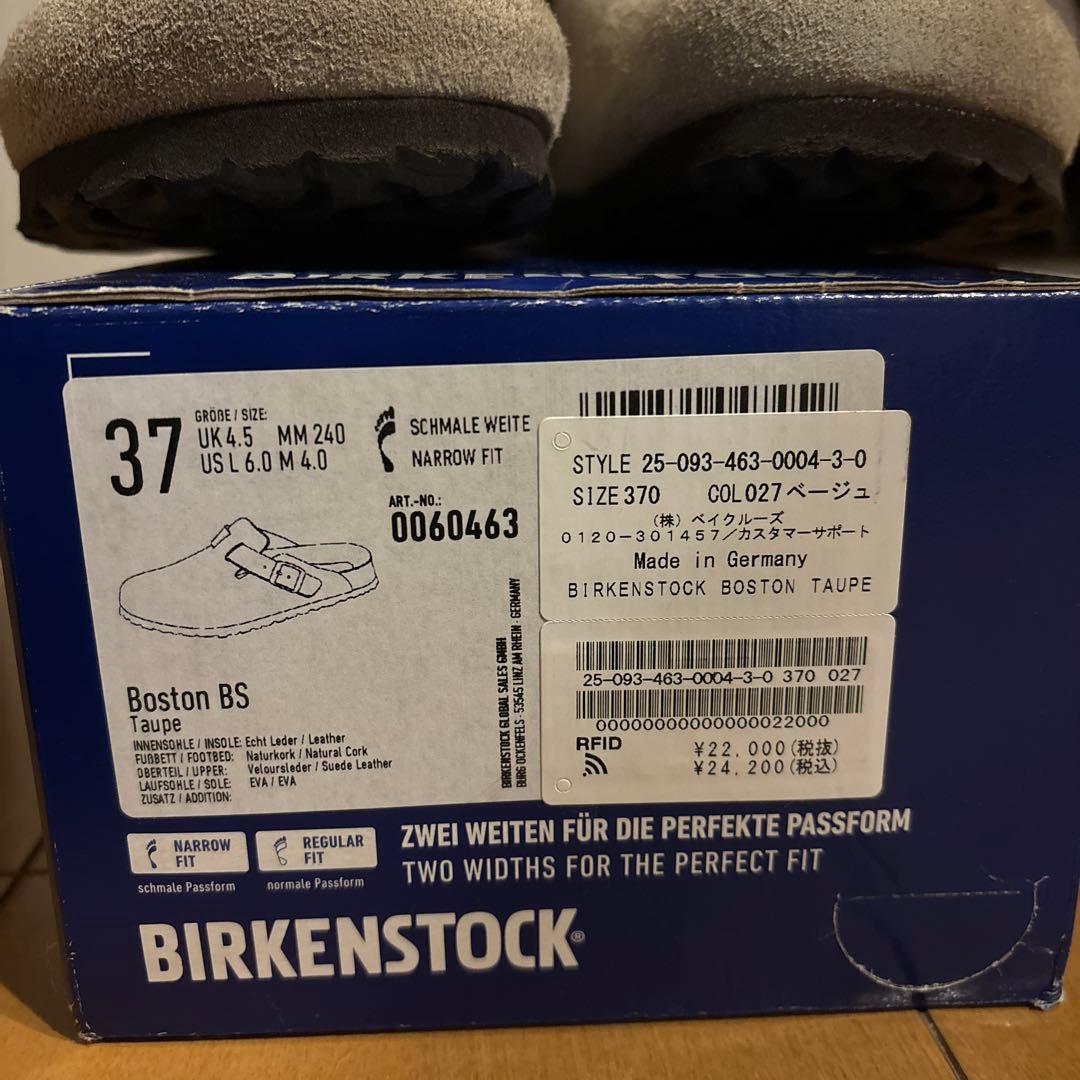 BIRKENSTOCK
37
GRÖßE / SIZE:
UK 4.5 MM 240
US L 6.0 M 4.0
SCHMALE WEITE
NARROW FIT
ART.-NO.:
0060463
Boston BS
Taupe
INNENSOHLE / INSOLE: Echt Leder / Leather
FUßBETT / FOOTBED: Naturkork / Natural Cork
OBERTEIL / UPPER: Veloursleder / Suede Leather
LAUFSOHLE / SOLE: EVA / EVA
ZUSATZ / ADDITION:
BIRKENSTOCK GLOBAL SALES GMBH
BURG OCKENFELS · 53545 LINZ AM RHEIN · GERMANY
STYLE 25-093-463-0004-3-0
SIZE 370 COL 027 ベージュ
(株) ベイクルーズ
0120-301457/カスタマーサポート
Made in Germany
BIRKENSTOCK BOSTON TAUPE
25-093-463-0004-3-0 370 027
00000000000000022000
RFID
¥22,000(税抜)
¥24,200(税込)
NARROW FIT
schmale Passform
REGULAR FIT
normale Passform
ZWEI WEITEN FÜR DIE PERFEKTE PASSFORM
TWO WIDTHS FOR THE PERFECT FIT
BIRKENSTOCK®